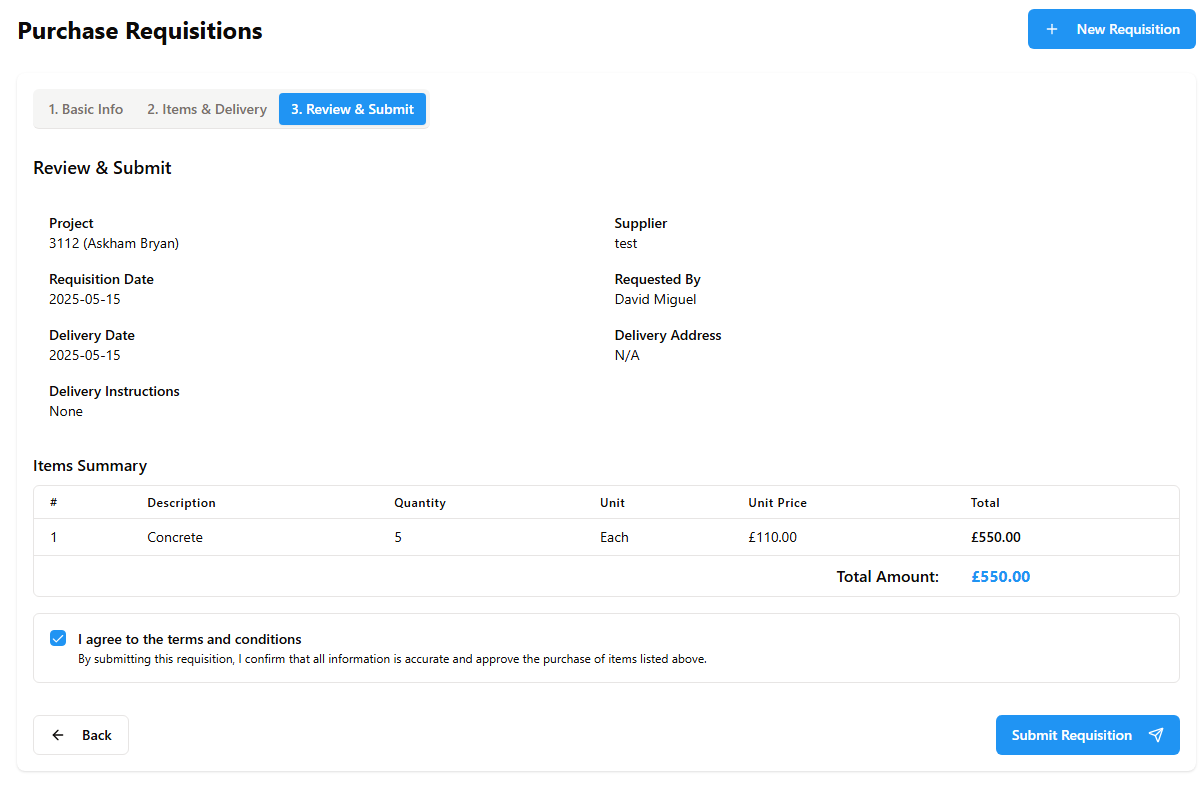 Purchase Requisitions
New Requisition
1. Basic Info 2. Items & Delivery 3. Review & Submit
Review & Submit
Project
3112 (Askham Bryan)
Supplier
test
Requisition Date
2025-05-15
Requested By
David Miguel
Delivery Date
2025-05-15
Delivery Address
N/A
Delivery Instructions
None
Items Summary
# Description Quantity Unit Unit Price Total
1 Concrete 5 Each £110.00 £550.00
Total Amount: £550.00
I agree to the terms and conditions
By submitting this requisition, I confirm that all information is accurate and approve the purchase of items listed above.
Back
Submit Requisition